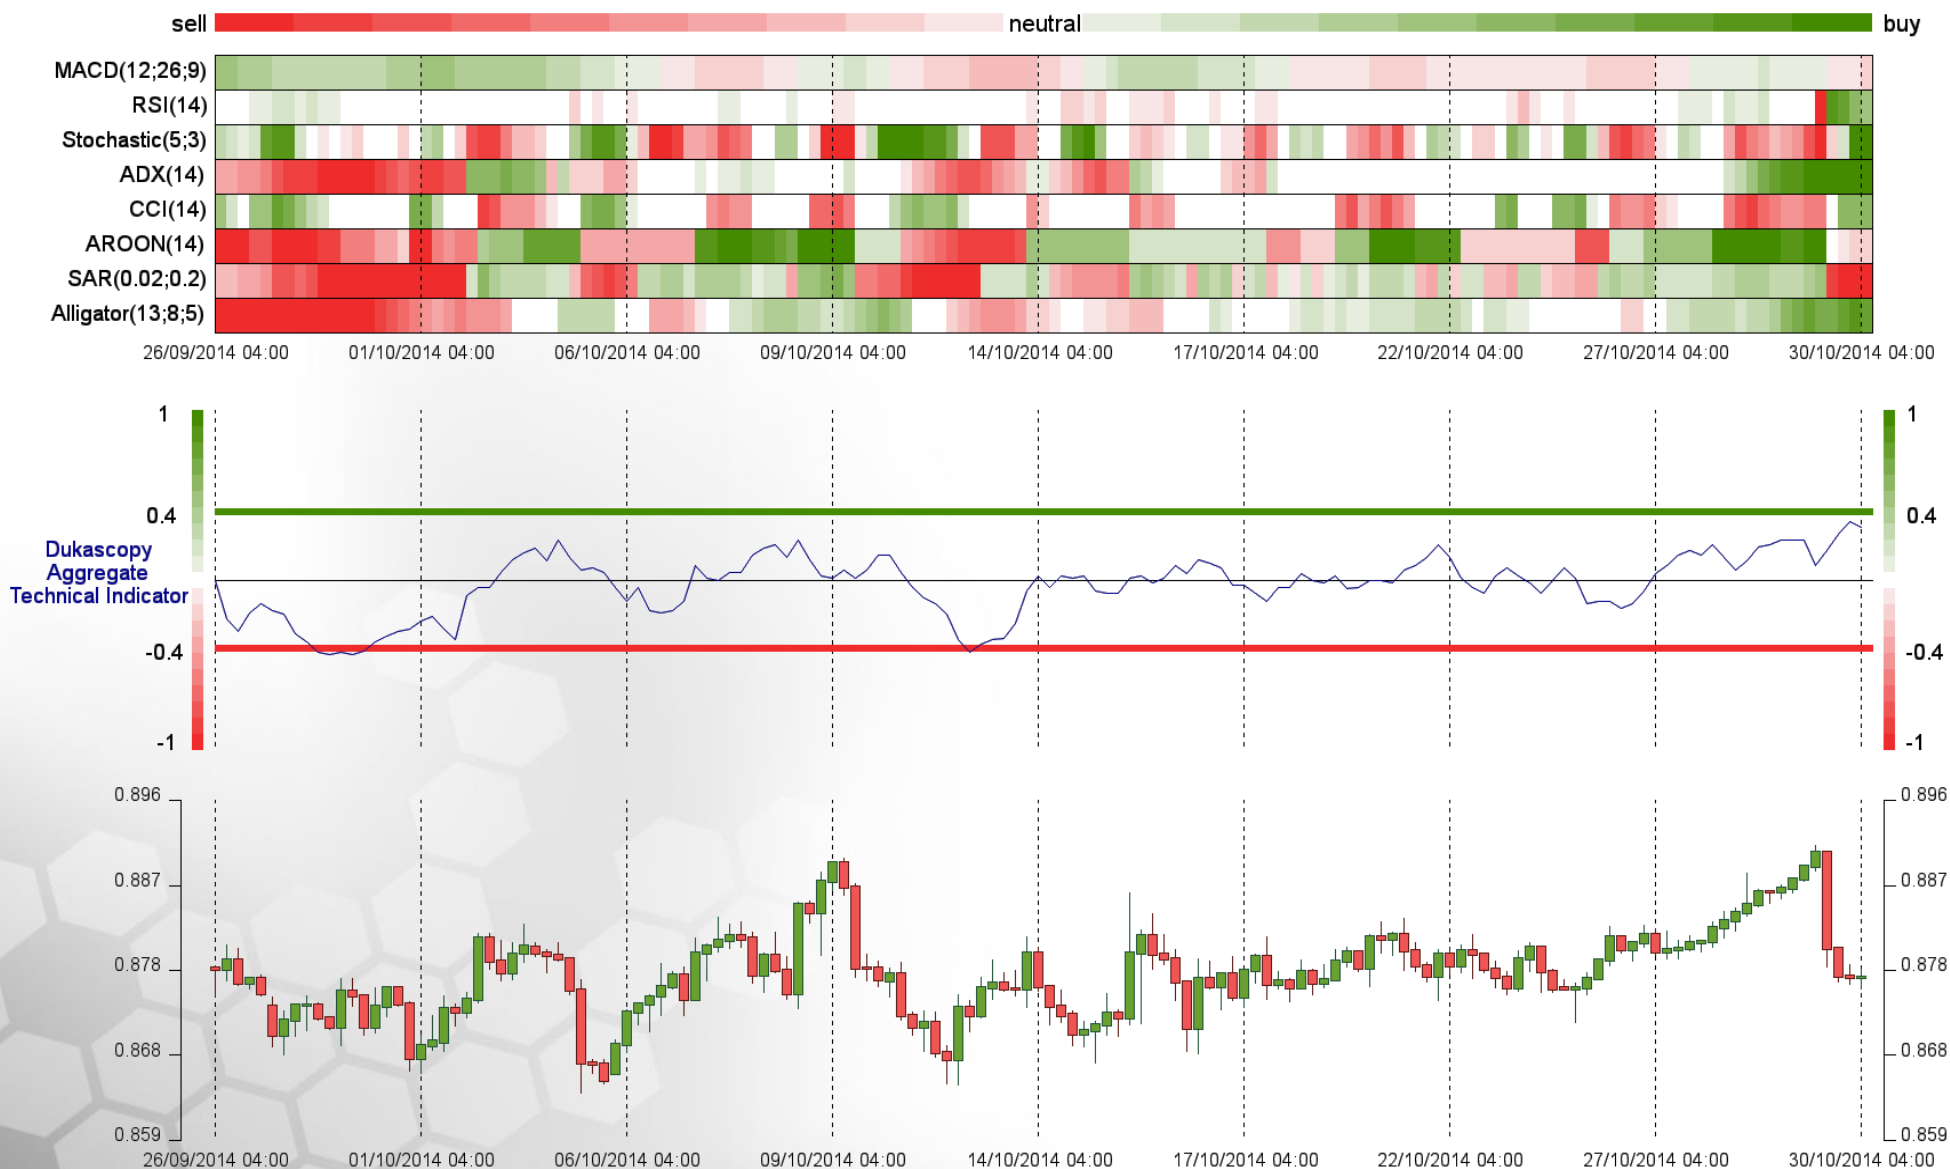 sell neutral buy
MACD(12;26;9)
RSI(14)
Stochastic(5;3)
ADX(14)
CCI(14)
AROON(14)
SAR(0.02;0.2)
Alligator(13;8;5)
26/09/2014 04:00 01/10/2014 04:00 06/10/2014 04:00 09/10/2014 04:00 14/10/2014 04:00 17/10/2014 04:00 22/10/2014 04:00 27/10/2014 04:00 30/10/2014 04:00
1 1
0.4 0.4
Dukascopy
Aggregate
Technical Indicator
-0.4 -0.4
-1 -1
0.896 0.896
0.887 0.887
0.878 0.878
0.868 0.868
0.859 0.859
26/09/2014 04:00 01/10/2014 04:00 06/10/2014 04:00 09/10/2014 04:00 14/10/2014 04:00 17/10/2014 04:00 22/10/2014 04:00 27/10/2014 04:00 30/10/2014 04:00